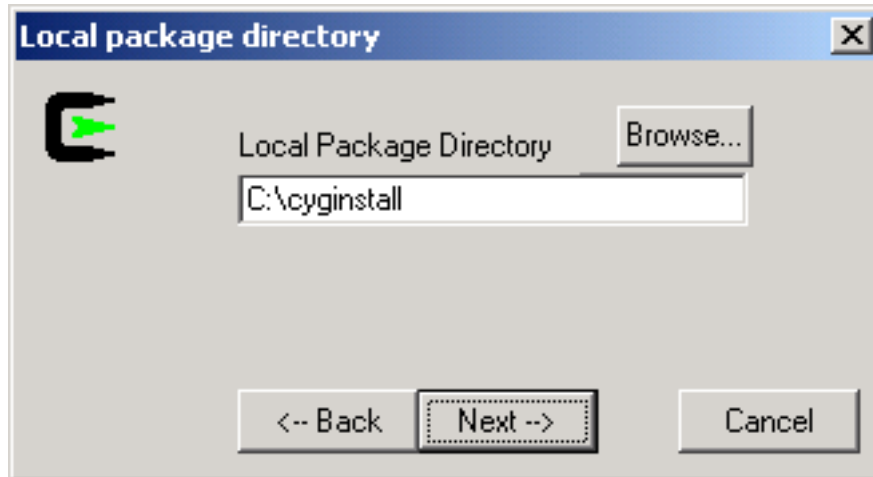 Local package directory
Local Package Directory
Browse...
C:\cyginstall
<-- Back
Next -->
Cancel